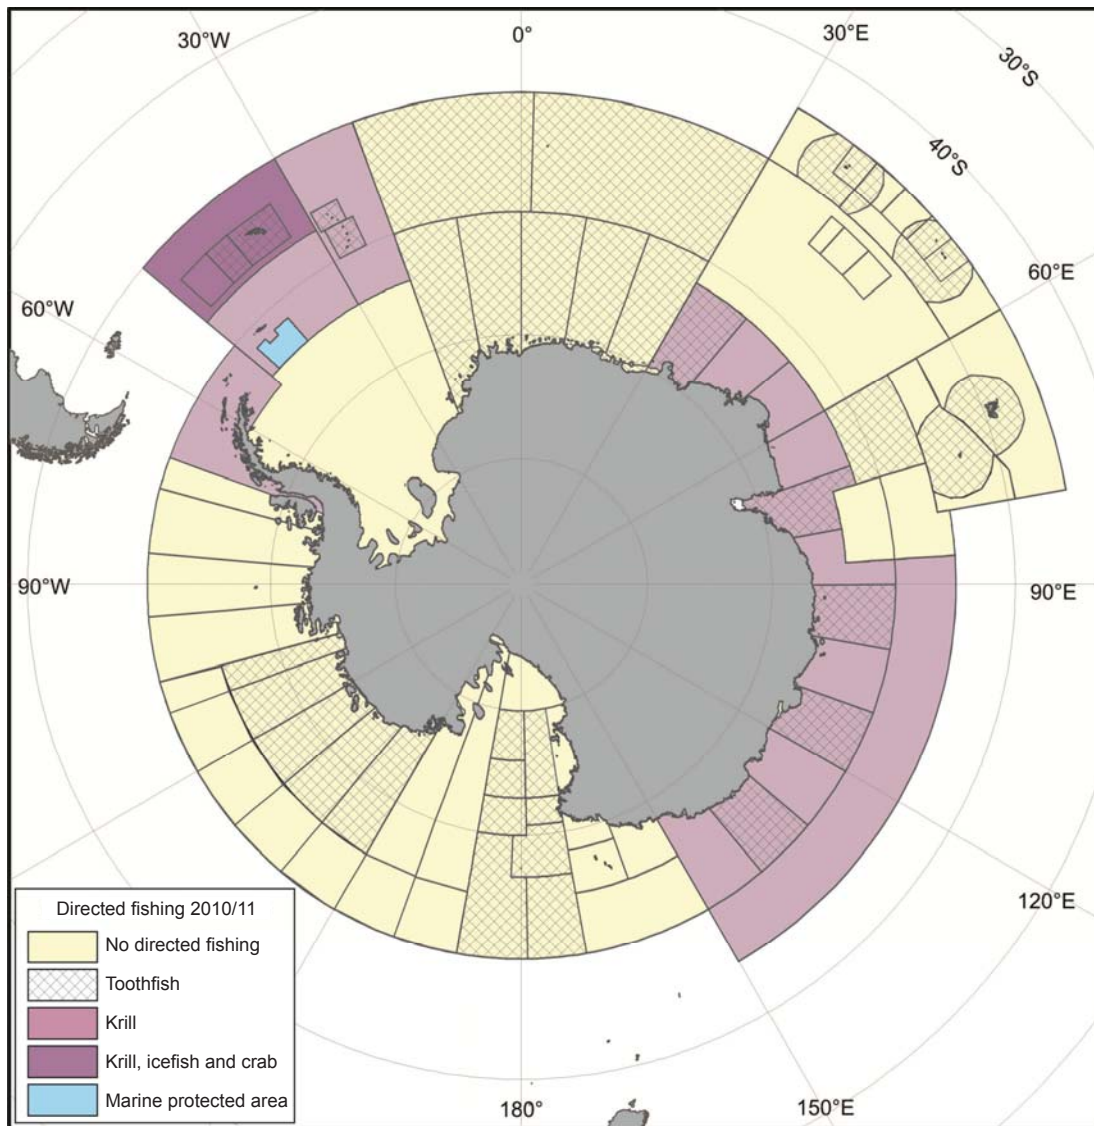 30°W
0°
30°E
30°S
40°S
60°W
60°E
90°W
90°E
120°E
180°
150°E
Directed fishing 2010/11
No directed fishing
Toothfish
Krill
Krill, icefish and crab
Marine protected area